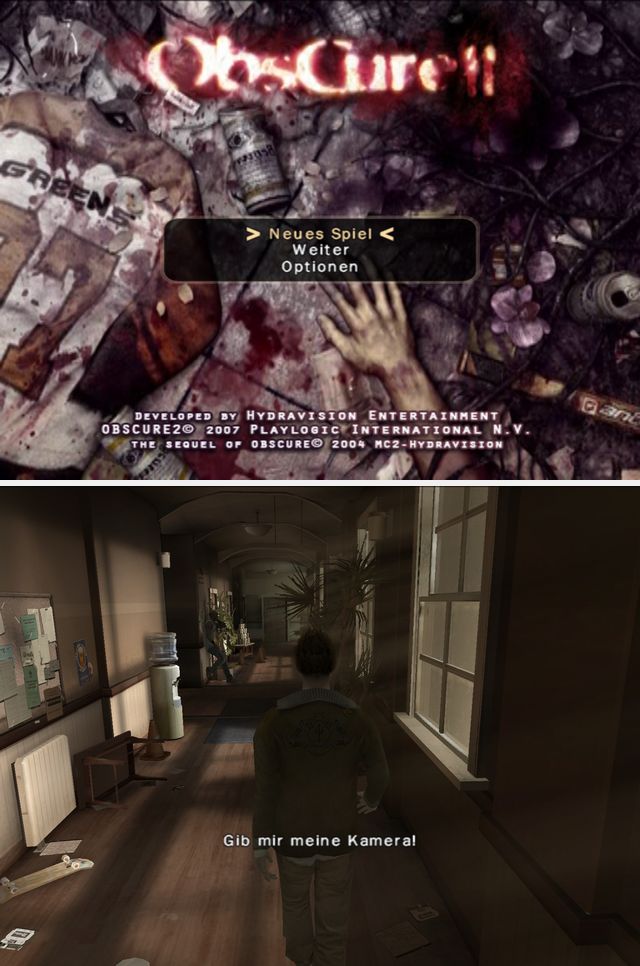 ObsCure II
GREENS
> Neues Spiel <
Weiter
Optionen
DEVELOPED BY HYDRAVISION ENTERTAINMENT
OBSCURE2© 2007 PLAYLOGIC INTERNATIONAL N.V.
THE SEQUEL OF OBSCURE© 2004 MC2-HYDRAVISION
Gib mir meine Kamera!